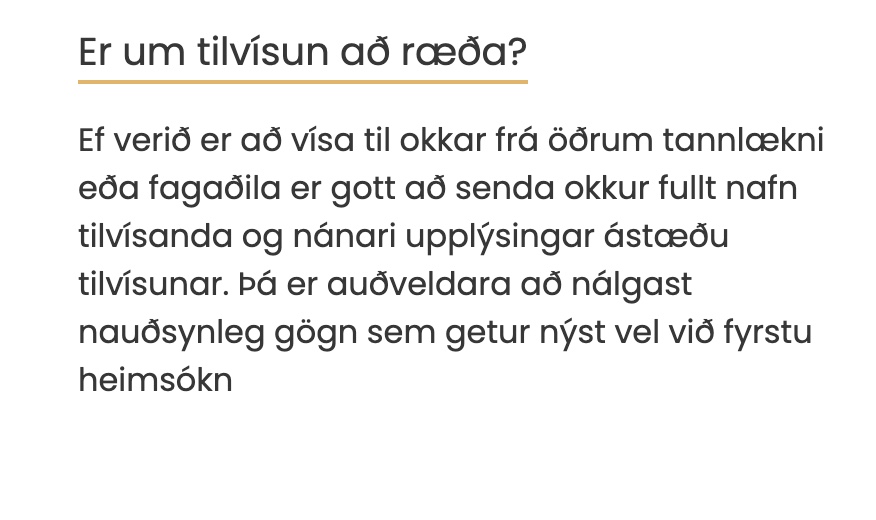 Er um tilvísun að ræða?
Ef verið er að vísa til okkar frá öðrum tannlækni
eða fagaðila er gott að senda okkur fullt nafn
tilvísanda og nánari upplýsingar ástæðu
tilvísunar. Þá er auðveldara að nálgast
nauðsynleg gögn sem getur nýst vel við fyrstu
heimsókn